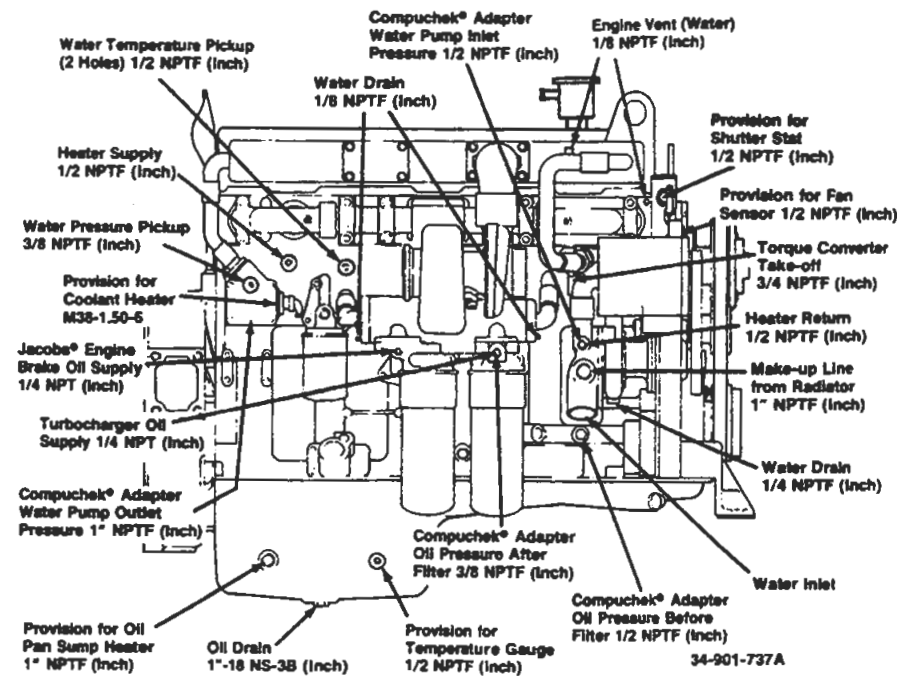 Compuchek® Adapter
Water Pump Inlet
Pressure 1/2 NPTF (Inch)
Engine Vent (Water)
1/8 NPTF (Inch)
Water Temperature Pickup
(2 Holes) 1/2 NPTF (Inch)
Water Drain
1/8 NPTF (Inch)
Provision for
Shutter Stat
1/2 NPTF (Inch)
Heater Supply
1/2 NPTF (Inch)
Provision for Fan
Sensor 1/2 NPTF (Inch)
Water Pressure Pickup
3/8 NPTF (Inch)
Torque Converter
Take-off
3/4 NPTF (Inch)
Provision for
Coolant Heater
M38-1.50-6
Heater Return
1/2 NPTF (Inch)
Jacobs® Engine
Brake Oil Supply
1/4 NPT (Inch)
Make-up Line
from Radiator
1" NPTF (Inch)
Turbocharger Oil
Supply 1/4 NPT (Inch)
Water Drain
1/4 NPTF (Inch)
Compuchek® Adapter
Water Pump Outlet
Pressure 1" NPTF (Inch)
Compuchek® Adapter
Oil Pressure After
Filter 3/8 NPTF (Inch)
Water Inlet
Compuchek® Adapter
Oil Pressure Before
Filter 1/2 NPTF (Inch)
Provision for Oil
Pan Sump Heater
1" NPTF (Inch)
Oil Drain
1"-18 NS-3B (Inch)
Provision for
Temperature Gauge
1/2 NPTF (Inch)
34-901-737A